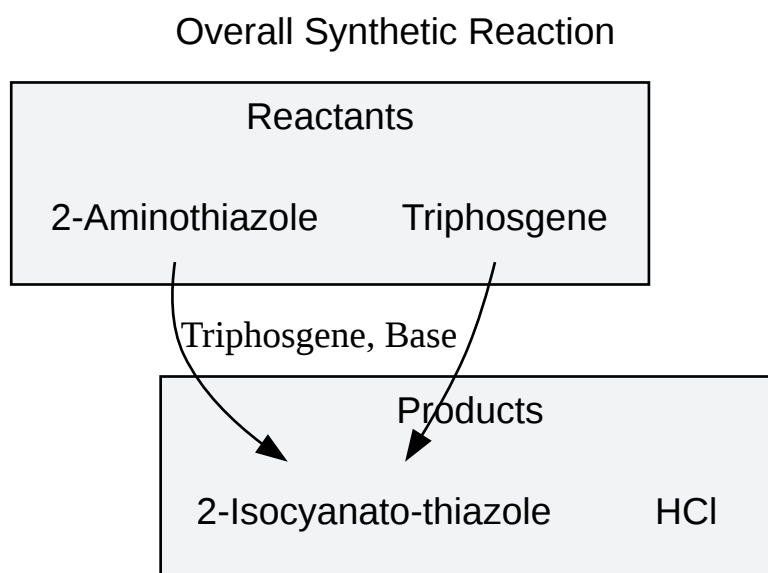 Overall Synthetic Reaction
Reactants
2-Aminothiazole Triphosgene
Triphosgene, Base
Products
2-Isocyanato-thiazole HCl